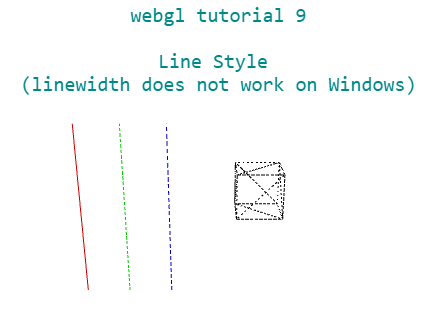 webgl tutorial 9
Line Style
(linewidth does not work on Windows)